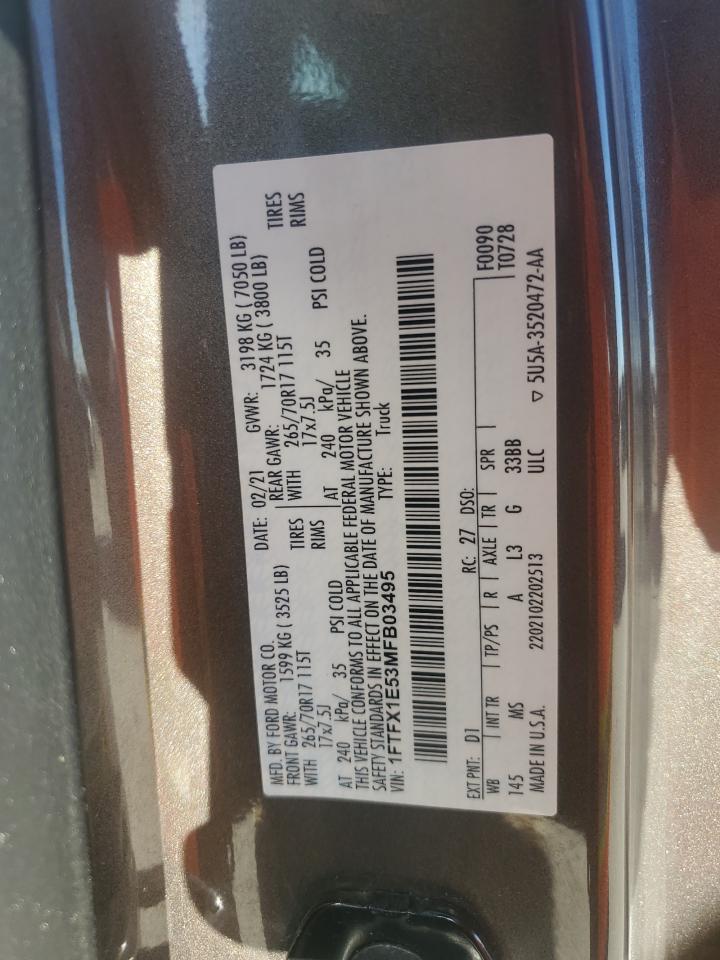 MFD. BY FORD MOTOR CO.
DATE: 02/21 GVWR: 3198 KG ( 7050 LB)
FRONT GAWR: 1599 KG ( 3525 LB) REAR GAWR: 1724 KG ( 3800 LB)
WITH 265/70R17 115T TIRES WITH 265/70R17 115T TIRES
17x7.5J RIMS 17x7.5J RIMS
AT 240 kPa/ 35 PSI COLD AT 240 kPa/ 35 PSI COLD
THIS VEHICLE CONFORMS TO ALL APPLICABLE FEDERAL MOTOR VEHICLE
SAFETY STANDARDS IN EFFECT ON THE DATE OF MANUFACTURE SHOWN ABOVE.
VIN: 1FTFX1E53MFB03495 TYPE: Truck
EXT PNT: D1 RC: 27 DSO: F0090
WB INT TR TP/PS R AXLE TR SPR T0728
145 MS A L3 G 33BB
MADE IN U.S.A. 2202102202513 ULC ▽ 5U5A-3520472-AA